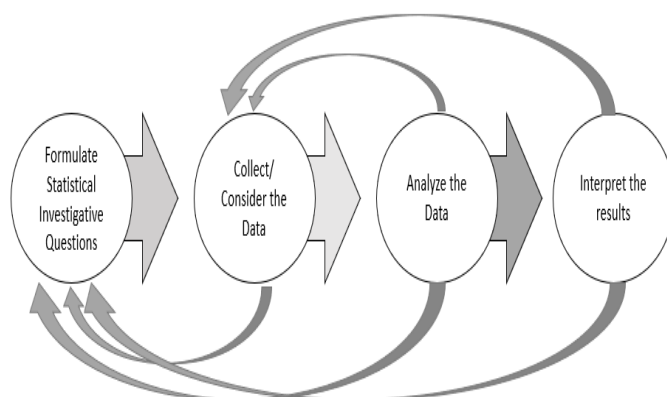 Formulate
Statistical
Investigative
Questions
Collect/
Consider the
Data
Analyze the
Data
Interpret the
results